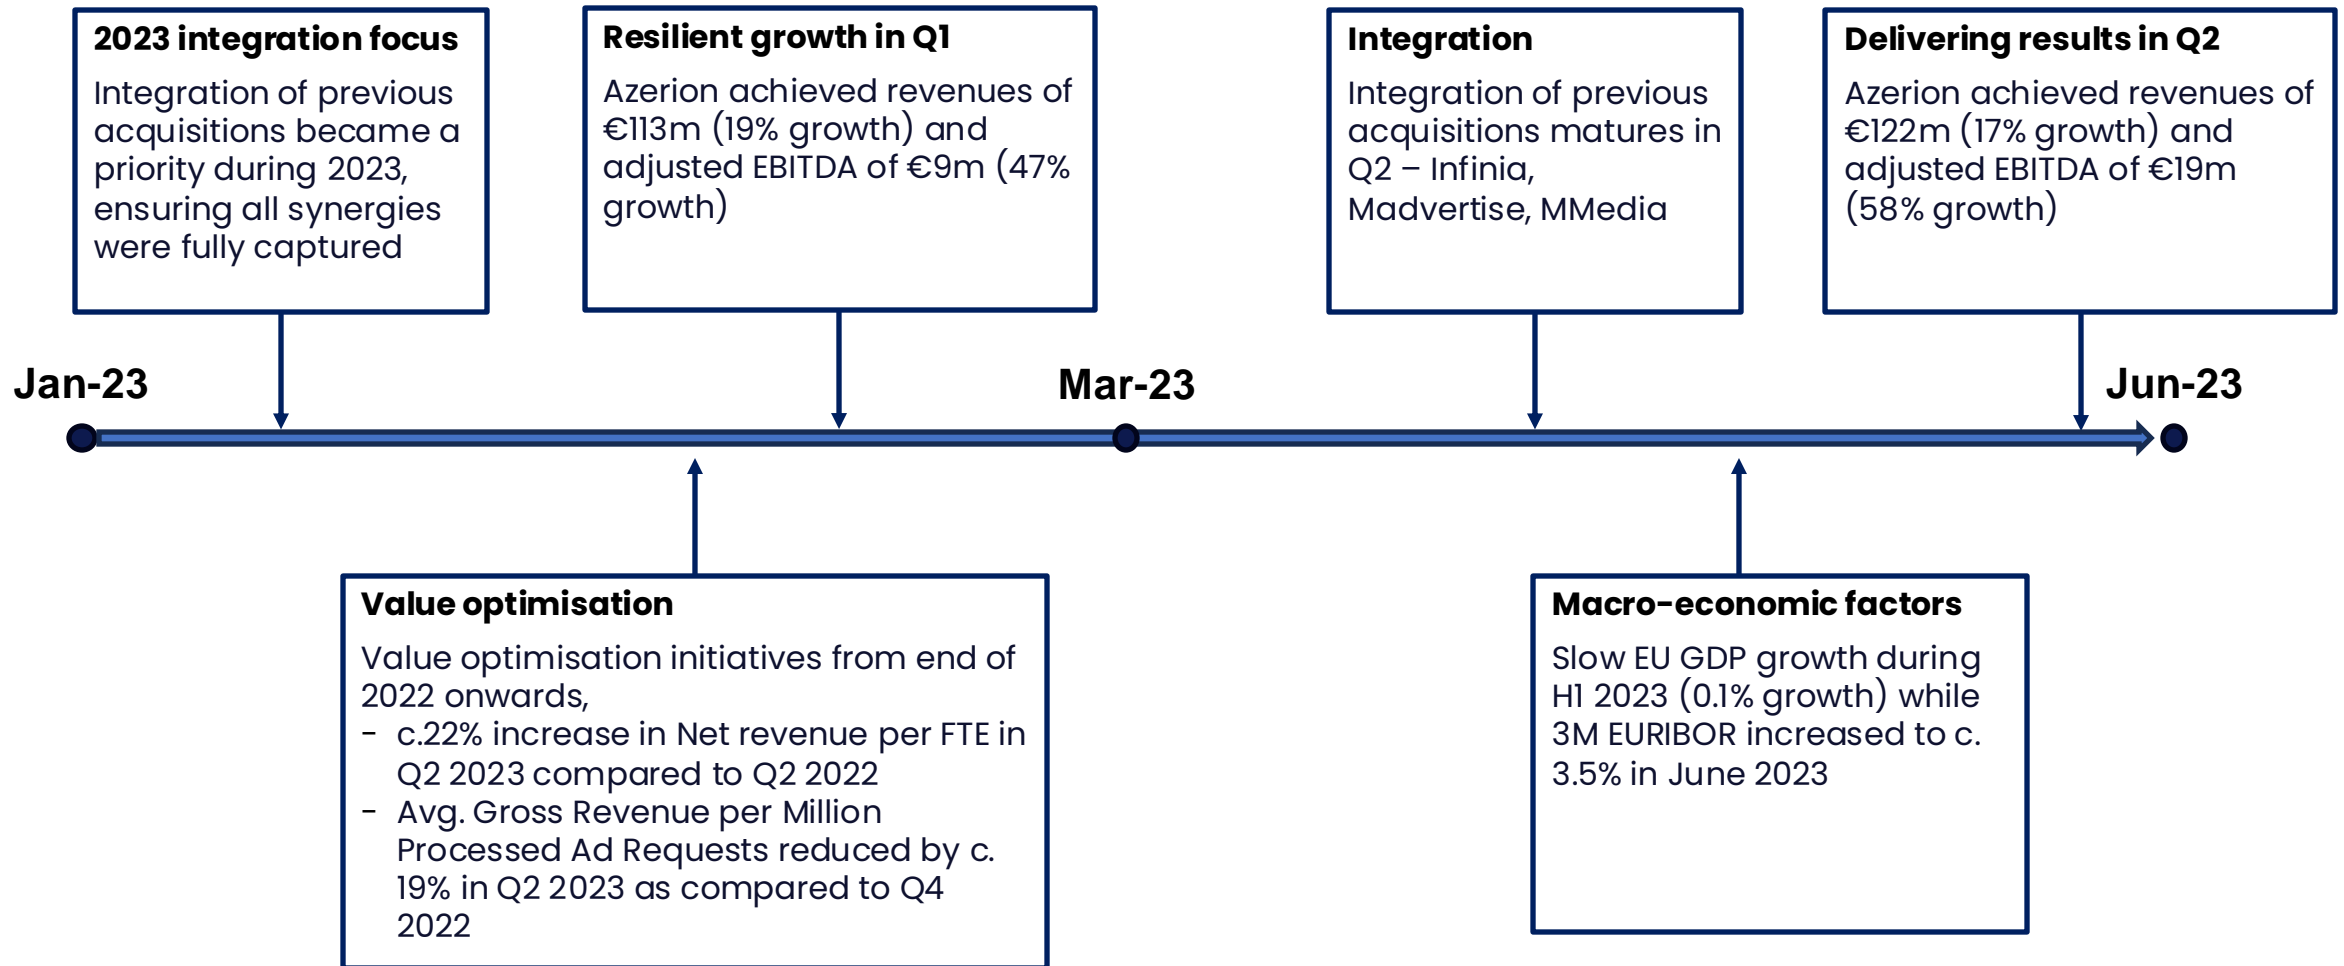 2023 integration focus
Integration of previous
acquisitions became a
priority during 2023,
ensuring all synergies
were fully captured
Resilient growth in Q1
Azerion achieved revenues of
€113m (19% growth) and
adjusted EBITDA of €9m (47%
growth)
Integration
Integration of previous
acquisitions matures in
Q2 – Infinia,
Madvertise, MMedia
Delivering results in Q2
Azerion achieved revenues of
€122m (17% growth) and
adjusted EBITDA of €19m
(58% growth)
Jan-23
Mar-23
Jun-23
Value optimisation
Value optimisation initiatives from end of
2022 onwards,
- c.22% increase in Net revenue per FTE in
Q2 2023 compared to Q2 2022
- Avg. Gross Revenue per Million
Processed Ad Requests reduced by c.
19% in Q2 2023 as compared to Q4
2022
Macro-economic factors
Slow EU GDP growth during
H1 2023 (0.1% growth) while
3M EURIBOR increased to c.
3.5% in June 2023